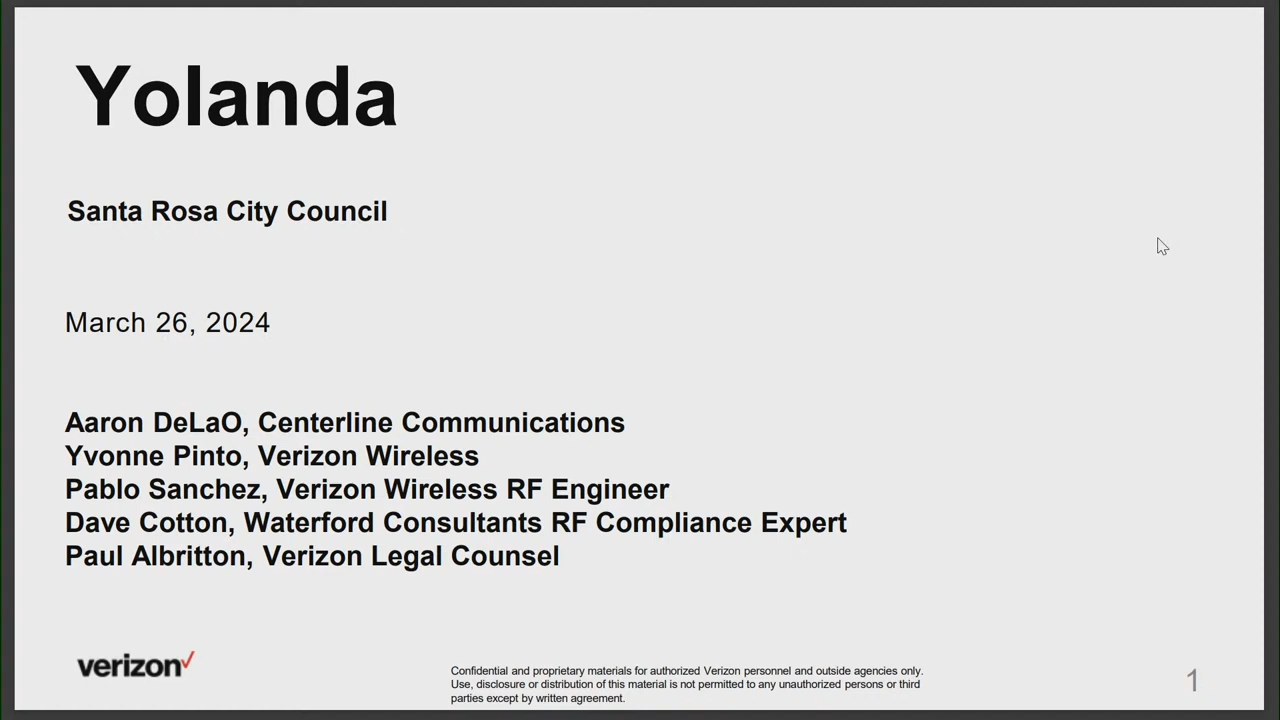 Yolanda
Santa Rosa City Council
March 26, 2024
Aaron DeLaO, Centerline Communications
Yvonne Pinto, Verizon Wireless
Pablo Sanchez, Verizon Wireless RF Engineer
Dave Cotton, Waterford Consultants RF Compliance Expert
Paul Albritton, Verizon Legal Counsel
verizon
Confidential and proprietary materials for authorized Verizon personnel and outside agencies only.
Use, disclosure or distribution of this material is not permitted to any unauthorized persons or third
parties except by written agreement.
1